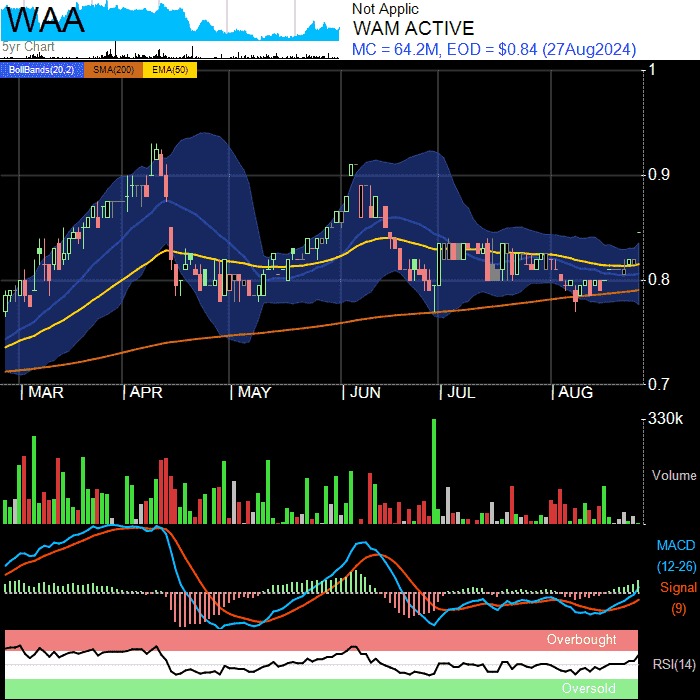 WAA
5yr Chart
Not Applic
WAM ACTIVE
MC = 64.2M, EOD = $0.84 (27Aug2024)
BollBands(20,2) SMA(200) EMA(50)
1
0.9
0.8
0.7
MAR APR MAY JUN JUL AUG
330k
Volume
MACD
(12-26)
Signal
(9)
Overbought
RSI(14)
Oversold